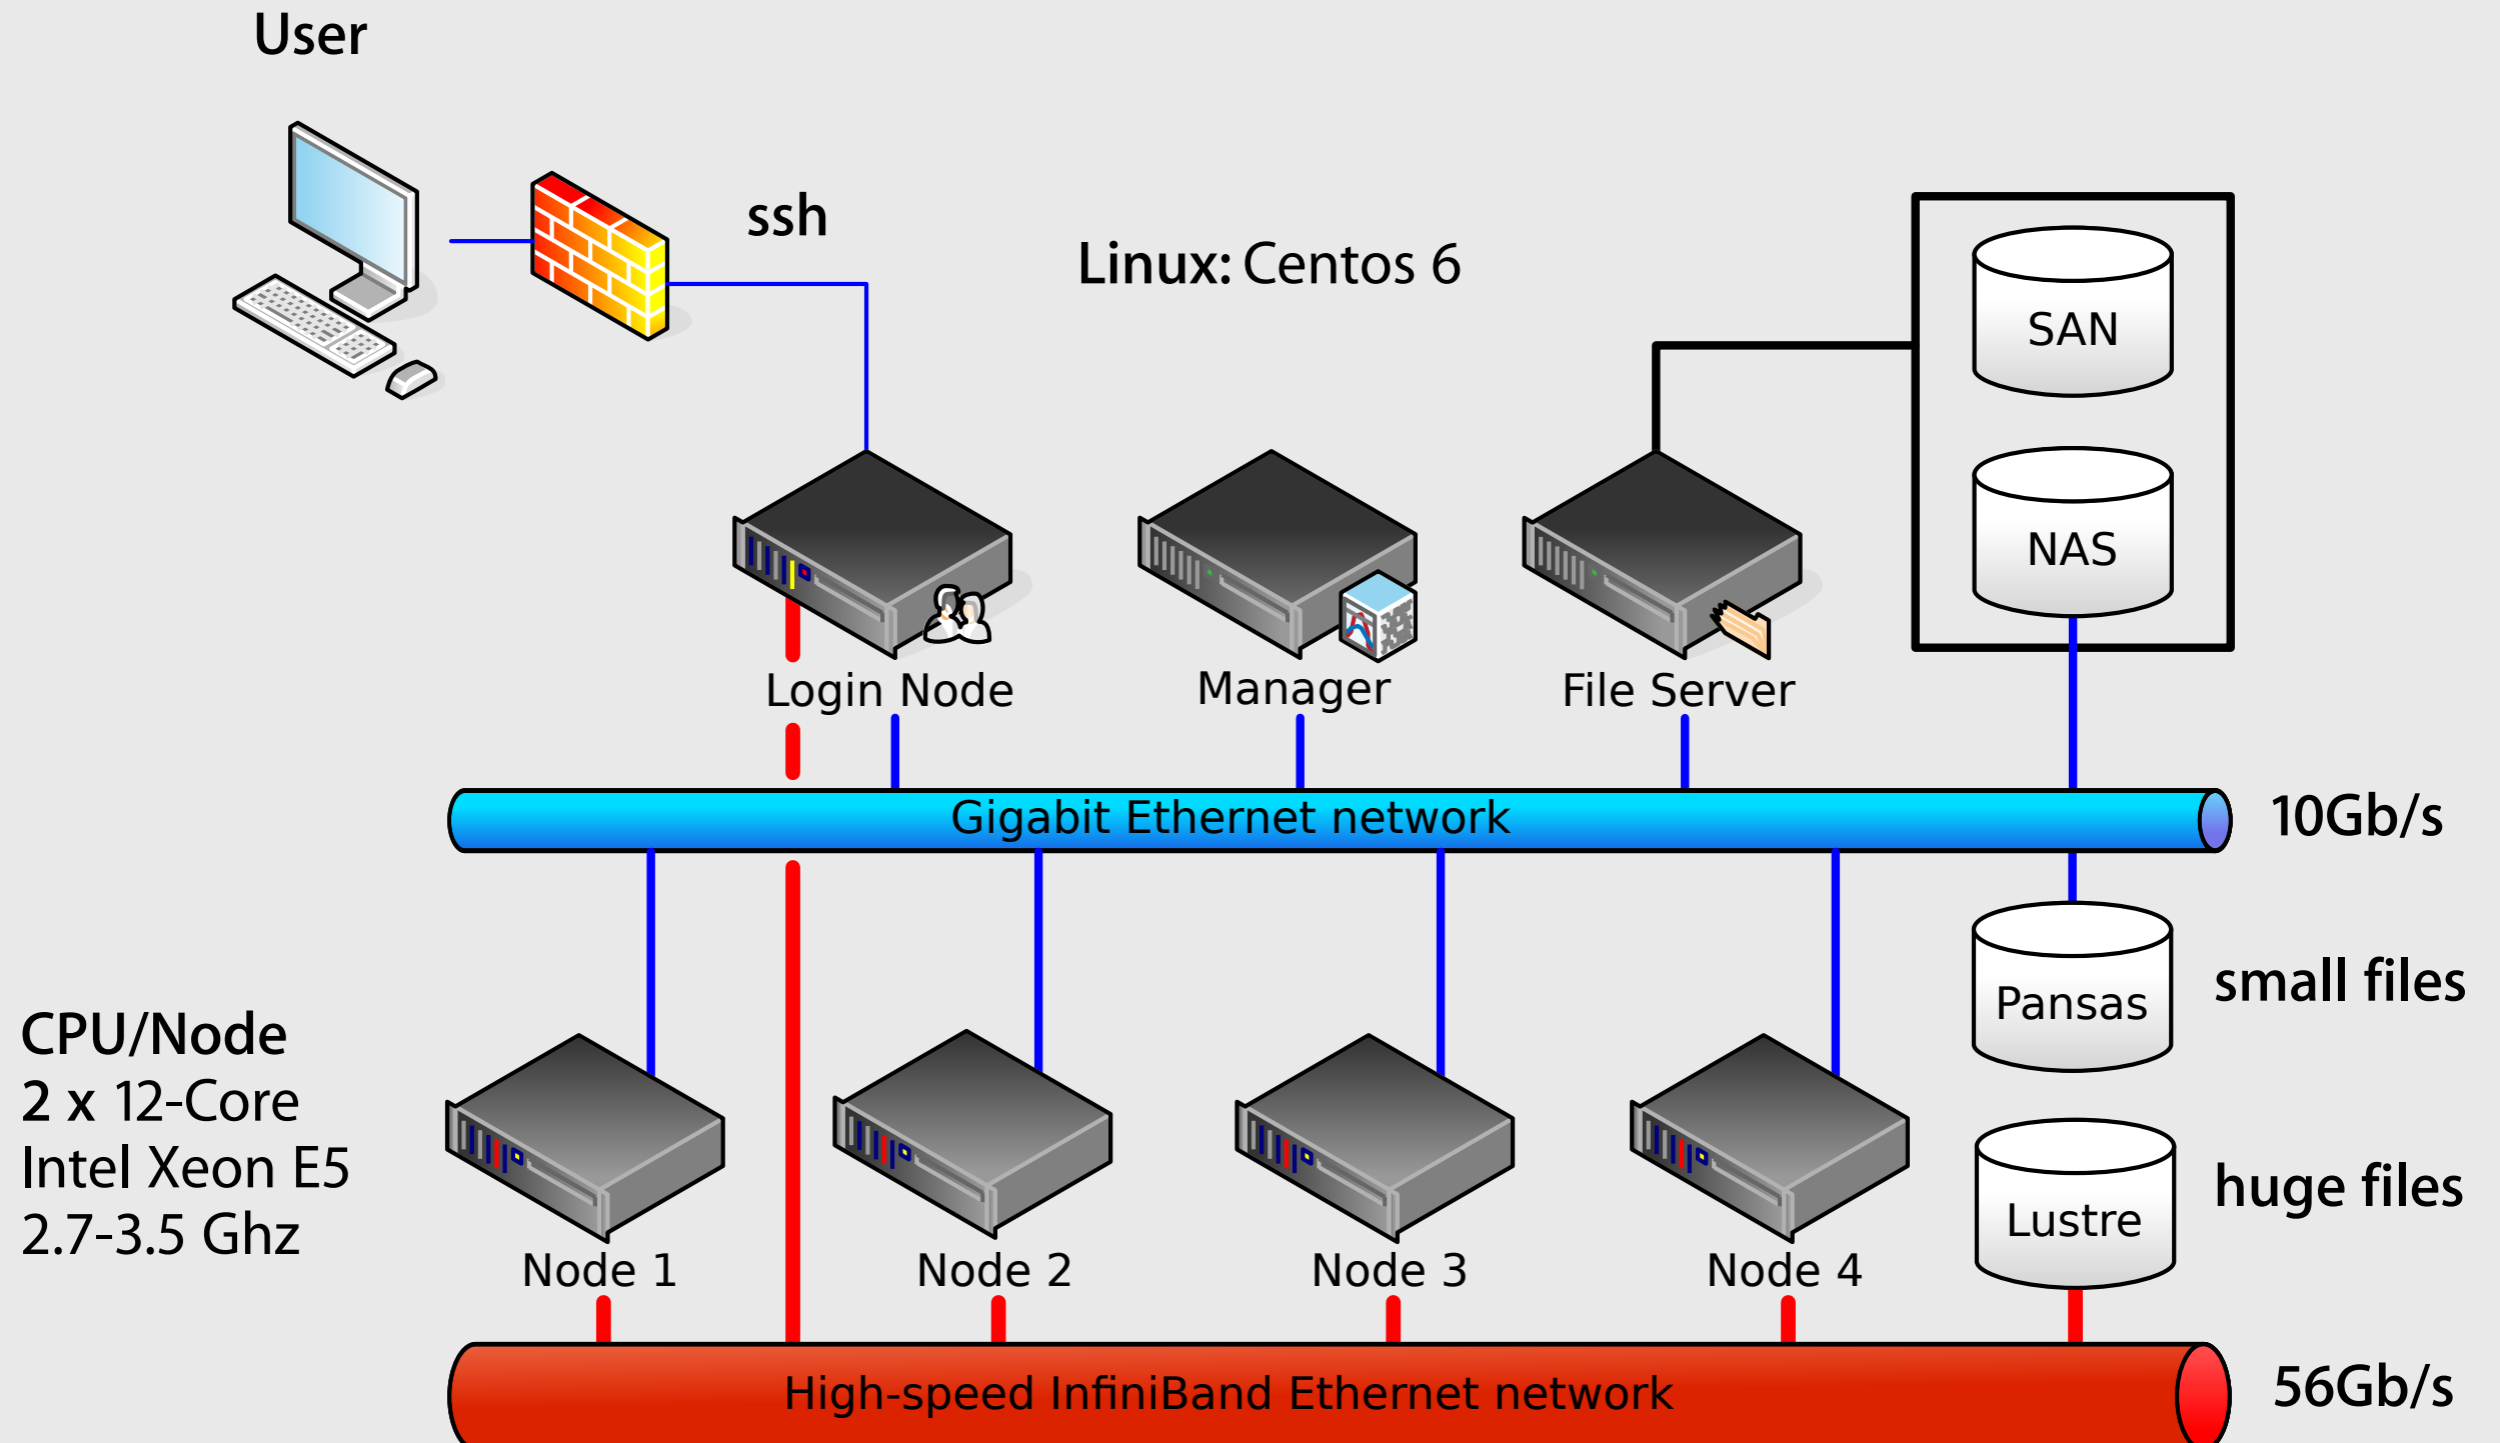 User
ssh
Linux: Centos 6
SAN
NAS
Login Node
Manager
File Server
Gigabit Ethernet network
10Gb/s
Pansas
small files
CPU/Node
2 x 12-Core
Intel Xeon E5
2.7-3.5 Ghz
Lustre
huge files
Node 1
Node 2
Node 3
Node 4
High-speed InfiniBand Ethernet network
56Gb/s